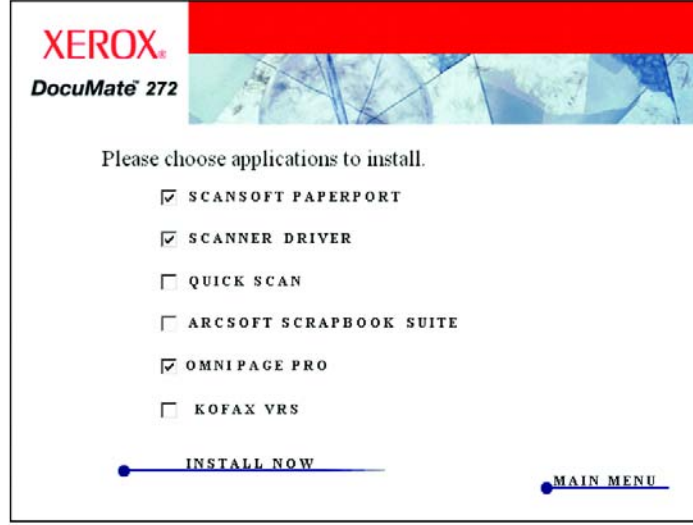 XEROX®
DocuMate™ 272
Please choose applications to install.
SCANSOFT PAPERPORT
SCANNER DRIVER
QUICK SCAN
ARCSOFT SCRAPBOOK SUITE
OMNIPAGE PRO
KOFAX VRS
INSTALL NOW
MAIN MENU